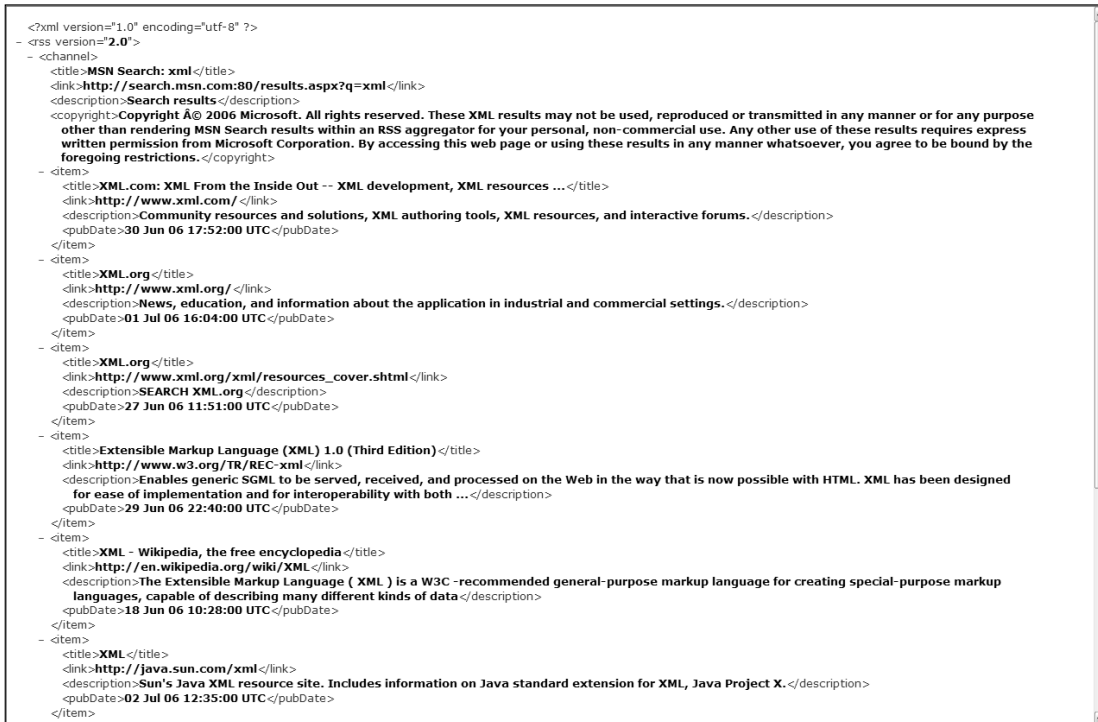 <?xml version="1.0" encoding="utf-8" ?>
– <rss version="2.0">
– <channel>
<title>MSN Search: xml</title>
<link>http://search.msn.com:80/results.aspx?q=xml</link>
<description>Search results</description>
<copyright>Copyright Â© 2006 Microsoft. All rights reserved. These XML results may not be used, reproduced or transmitted in any manner or for any purpose
other than rendering MSN Search results within an RSS aggregator for your personal, non-commercial use. Any other use of these results requires express
written permission from Microsoft Corporation. By accessing this web page or using these results in any manner whatsoever, you agree to be bound by the
foregoing restrictions.</copyright>
– <item>
<title>XML.com: XML From the Inside Out -- XML development, XML resources ...</title>
<link>http://www.xml.com/</link>
<description>Community resources and solutions, XML authoring tools, XML resources, and interactive forums.</description>
<pubDate>30 Jun 06 17:52:00 UTC</pubDate>
</item>
– <item>
<title>XML.org</title>
<link>http://www.xml.org/</link>
<description>News, education, and information about the application in industrial and commercial settings.</description>
<pubDate>01 Jul 06 16:04:00 UTC</pubDate>
</item>
– <item>
<title>XML.org</title>
<link>http://www.xml.org/xml/resources_cover.shtml</link>
<description>SEARCH XML.org</description>
<pubDate>27 Jun 06 11:51:00 UTC</pubDate>
</item>
– <item>
<title>Extensible Markup Language (XML) 1.0 (Third Edition)</title>
<link>http://www.w3.org/TR/REC-xml</link>
<description>Enables generic SGML to be served, received, and processed on the Web in the way that is now possible with HTML. XML has been designed
for ease of implementation and for interoperability with both ...</description>
<pubDate>29 Jun 06 22:40:00 UTC</pubDate>
</item>
– <item>
<title>XML - Wikipedia, the free encyclopedia</title>
<link>http://en.wikipedia.org/wiki/XML</link>
<description>The Extensible Markup Language ( XML ) is a W3C -recommended general-purpose markup language for creating special-purpose markup
languages, capable of describing many different kinds of data</description>
<pubDate>18 Jun 06 10:28:00 UTC</pubDate>
</item>
– <item>
<title>XML</title>
<link>http://java.sun.com/xml</link>
<description>Sun's Java XML resource site. Includes information on Java standard extension for XML, Java Project X.</description>
<pubDate>02 Jul 06 12:35:00 UTC</pubDate>
</item>